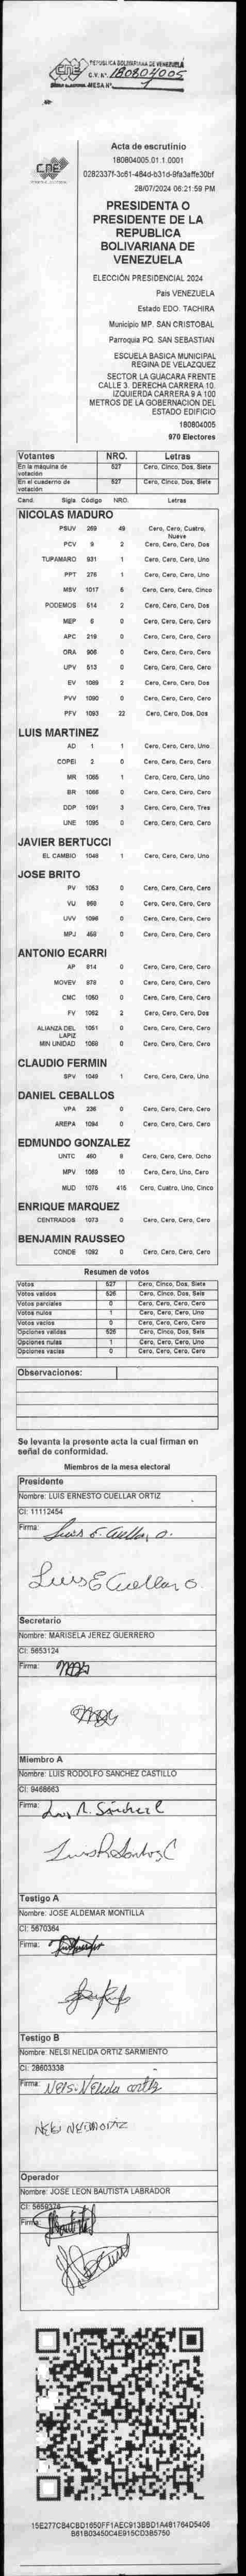 CNE
REPUBLICA BOLIVARIANA DE VENEZUELA
C.V. Nº 180804005
MESA Nº 1
CNE
Acta de escrutinio
180804005.01.1.0001
0282337f-3c61-484d-b31d-9fa3affe30bf
28/07/2024 06:21:59 PM
PRESIDENTA O
PRESIDENTE DE LA
REPUBLICA
BOLIVARIANA DE
VENEZUELA
ELECCIÓN PRESIDENCIAL 2024
Pais VENEZUELA
Estado EDO. TACHIRA
Municipio MP. SAN CRISTOBAL
Parroquia PQ. SAN SEBASTIAN
ESCUELA BASICA MUNICIPAL
REGINA DE VELAZQUEZ
SECTOR LA GUACARA FRENTE
CALLE 3. DERECHA CARRERA 10.
IZQUIERDA CARRERA 9 A 100
METROS DE LA GOBERNACION DEL
ESTADO EDIFICIO
180804005
970 Electores
Votantes NRO. Letras
En la máquina de votación 527 Cero, Cinco, Dos, Siete
En el cuaderno de votación 527 Cero, Cinco, Dos, Siete
Cand. Sigla Código NRO. Letras
NICOLAS MADURO
PSUV 269 49 Cero, Cero, Cuatro, Nueve
PCV 9 2 Cero, Cero, Cero, Dos
TUPAMARO 931 1 Cero, Cero, Cero, Uno
PPT 276 1 Cero, Cero, Cero, Uno
MSV 1017 5 Cero, Cero, Cero, Cinco
PODEMOS 614 2 Cero, Cero, Cero, Dos
MEP 6 0 Cero, Cero, Cero, Cero
APC 219 0 Cero, Cero, Cero, Cero
ORA 906 0 Cero, Cero, Cero, Cero
UPV 513 0 Cero, Cero, Cero, Cero
EV 1089 2 Cero, Cero, Cero, Dos
PVV 1090 0 Cero, Cero, Cero, Cero
PFV 1093 22 Cero, Cero, Dos, Dos
LUIS MARTINEZ
AD 1 1 Cero, Cero, Cero, Uno
COPEI 2 0 Cero, Cero, Cero, Cero
MR 1065 1 Cero, Cero, Cero, Uno
BR 1086 0 Cero, Cero, Cero, Cero
DDP 1091 3 Cero, Cero, Cero, Tres
UNE 1095 0 Cero, Cero, Cero, Cero
JAVIER BERTUCCI
EL CAMBIO 1046 1 Cero, Cero, Cero, Uno
JOSE BRITO
PV 1053 0 Cero, Cero, Cero, Cero
VU 968 0 Cero, Cero, Cero, Cero
UVV 1096 0 Cero, Cero, Cero, Cero
MPJ 458 0 Cero, Cero, Cero, Cero
ANTONIO ECARRI
AP 914 0 Cero, Cero, Cero, Cero
MOVEV 978 0 Cero, Cero, Cero, Cero
CMC 1050 0 Cero, Cero, Cero, Cero
FV 1062 2 Cero, Cero, Cero, Dos
ALIANZA DEL LAPIZ 1051 0 Cero, Cero, Cero, Cero
MIN UNIDAD 1068 0 Cero, Cero, Cero, Cero
CLAUDIO FERMIN
SPV 1049 1 Cero, Cero, Cero, Uno
DANIEL CEBALLOS
VPA 236 0 Cero, Cero, Cero, Cero
AREPA 1094 0 Cero, Cero, Cero, Cero
EDMUNDO GONZALEZ
UNTC 460 8 Cero, Cero, Cero, Ocho
MPV 1069 10 Cero, Cero, Uno, Cero
MUD 1075 415 Cero, Cuatro, Uno, Cinco
ENRIQUE MARQUEZ
CENTRADOS 1073 0 Cero, Cero, Cero, Cero
BENJAMIN RAUSSEO
CONDE 1092 0 Cero, Cero, Cero, Cero
Resumen de votos
Votos 527 Cero, Cinco, Dos, Siete
Votos validos 526 Cero, Cinco, Dos, Seis
Votos parciales 0 Cero, Cero, Cero, Cero
Votos nulos 1 Cero, Cero, Cero, Uno
Votos vacios 0 Cero, Cero, Cero, Cero
Opciones validas 526 Cero, Cinco, Dos, Seis
Opciones nulas 1 Cero, Cero, Cero, Uno
Opciones vacias 0 Cero, Cero, Cero, Cero
Observaciones:
Se levanta la presente acta la cual firman en
señal de conformidad.
Miembros de la mesa electoral
Presidente
Nombre: LUIS ERNESTO CUELLAR ORTIZ
CI: 11112454
Firma: Luis E. Cuellar O.
Luis E Cuellar O.
Secretario
Nombre: MARISELA JEREZ GUERRERO
CI: 5653124
Firma:
Miembro A
Nombre: LUIS RODOLFO SANCHEZ CASTILLO
CI: 9468663
Firma: Luis R. Sánchez C
Testigo A
Nombre: JOSE ALDEMAR MONTILLA
CI: 5670364
Firma:
Testigo B
Nombre: NELSI NELIDA ORTIZ SARMIENTO
CI: 28603338
Firma: Nelsi Nelida ortiz
Operador
Nombre: JOSE LEON BAUTISTA LABRADOR
CI: 5659376
Firma:
15E277CB4CBD1650FF1AEC913BBD1A481764D5406
B61B03450C4E915CD3B5750